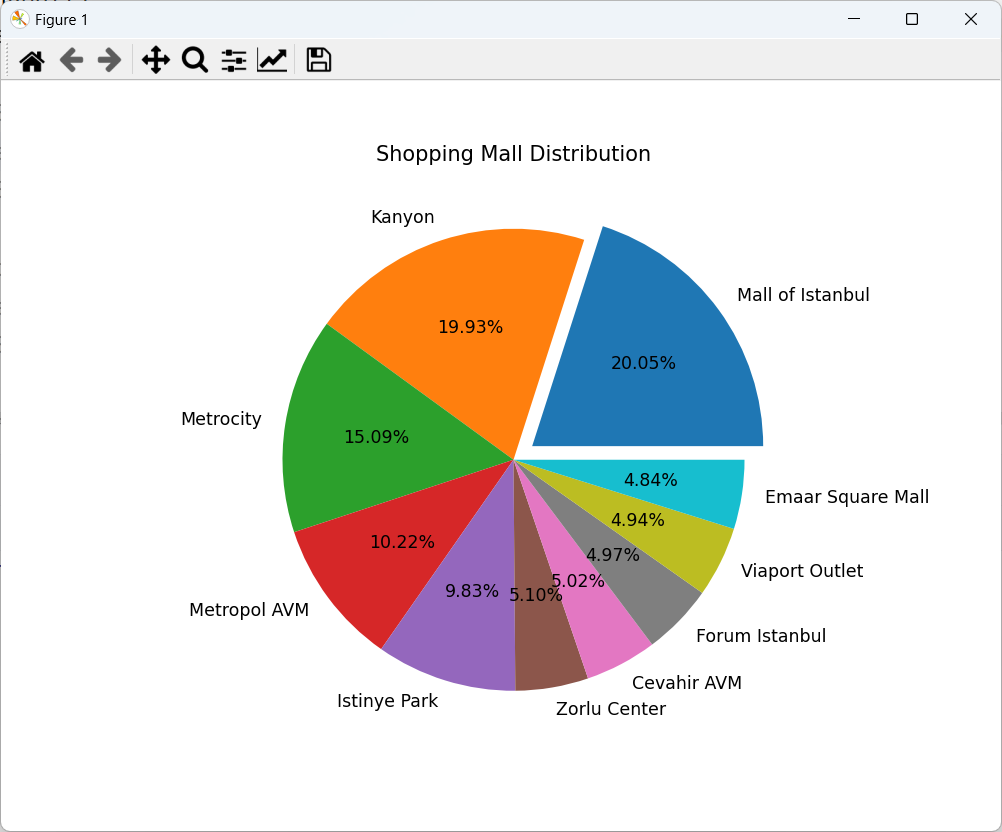 Figure 1
Shopping Mall Distribution
Kanyon
Mall of Istanbul
19.93%
20.05%
Metrocity
15.09%
4.84%
Emaar Square Mall
4.94%
10.22%
4.97%
Viaport Outlet
5.02%
9.83%
5.10%
Metropol AVM
Forum Istanbul
Cevahir AVM
Istinye Park
Zorlu Center